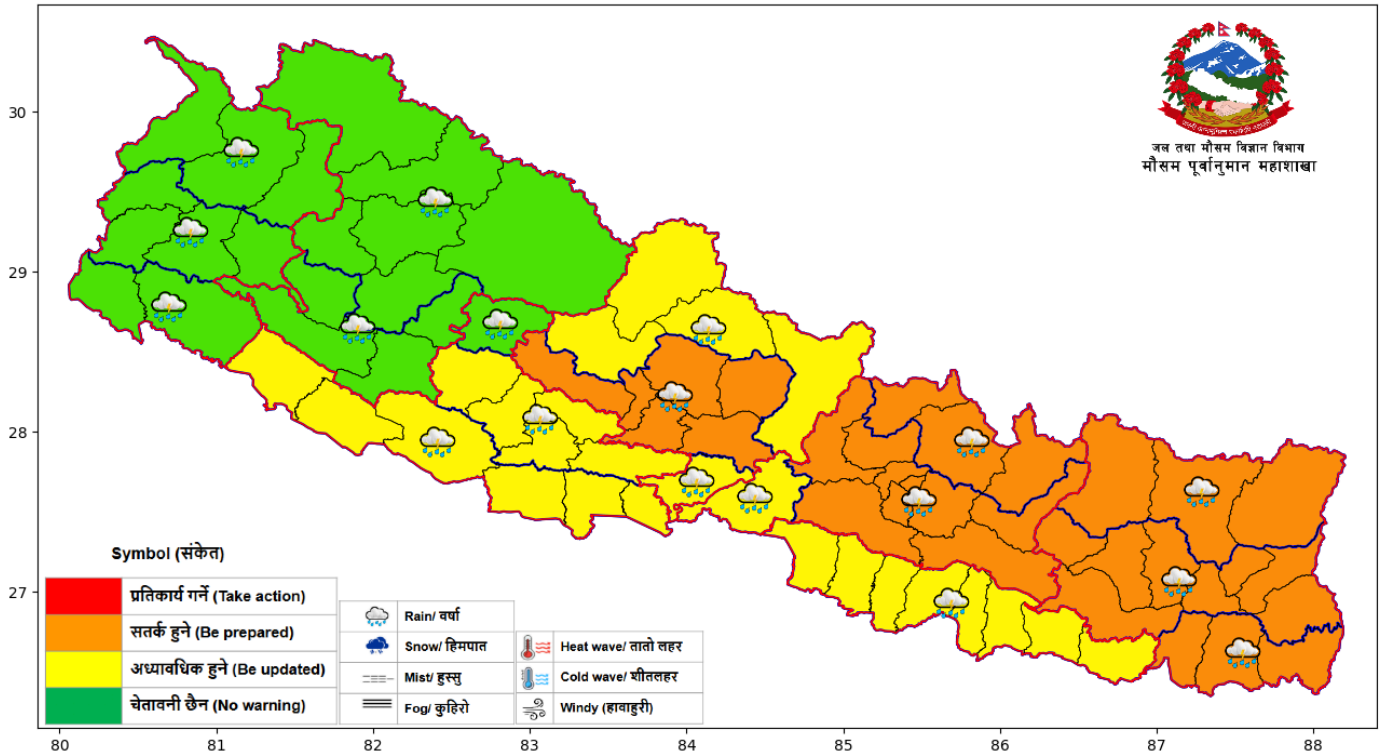 जल तथा मौसम विज्ञान विभाग
मौसम पूर्वानुमान महाशाखा
30
29
28
27
Symbol (संकेत)
प्रतिकार्य गर्ने (Take action)
सतर्क हुने (Be prepared)
अध्यावधिक हुने (Be updated)
चेतावनी छैन (No warning)
Rain/ वर्षा
Snow/ हिमपात
Mist/ हुस्सु
Fog/ कुहिरो
Heat wave/ तातो लहर
Cold wave/ शीतलहर
Windy (हावाहुरी)
80 81 82 83 84 85 86 87 88